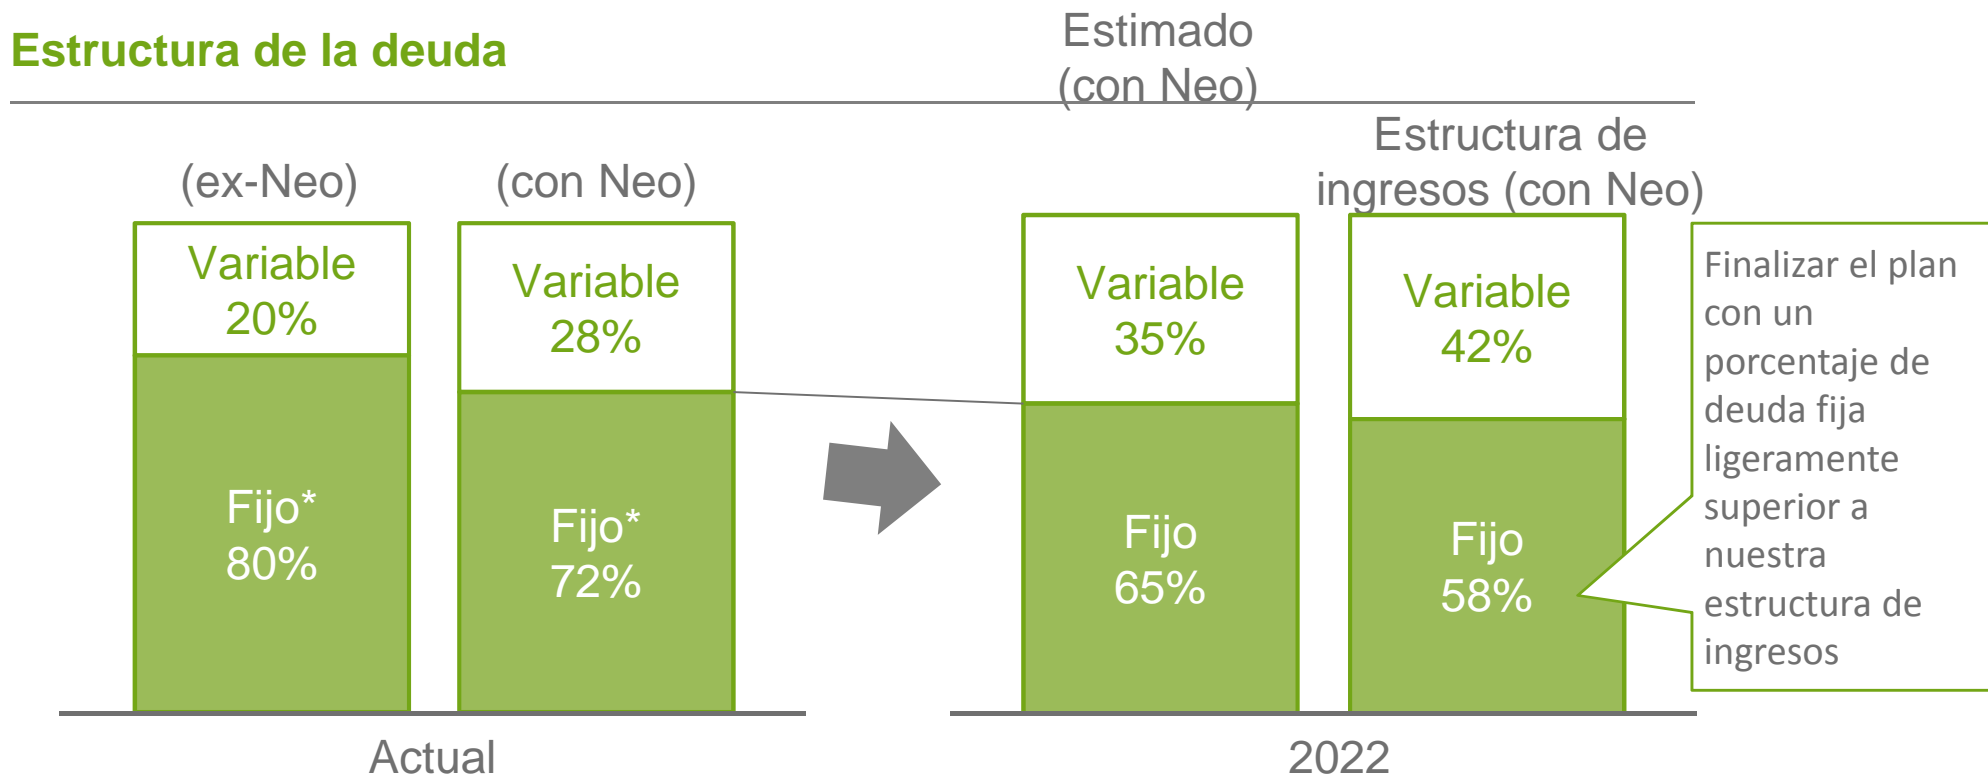 Estructura de la deuda
Estimado
(con Neo)
(ex-Neo)
(con Neo)
Estructura de
ingresos (con Neo)
Variable
20%
Fijo*
80%
Variable
28%
Fijo*
72%
Variable
35%
Fijo
65%
Variable
42%
Fijo
58%
Finalizar el plan
con un
porcentaje de
deuda fija
ligeramente
superior a
nuestra
estructura de
ingresos
Actual
2022